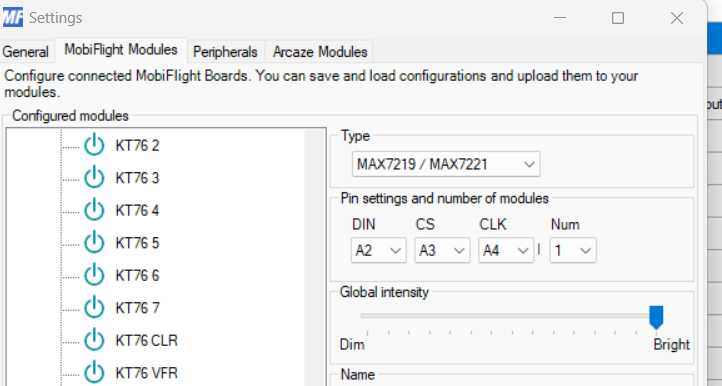 MF Settings
General MobiFlight Modules Peripherals Arcaze Modules
Configure connected MobiFlight Boards. You can save and load configurations and upload them to your
modules.
Configured modules
KT76 2
KT76 3
KT76 4
KT76 5
KT76 6
KT76 7
KT76 CLR
KT76 VFR
Type
MAX7219 / MAX7221
Pin settings and number of modules
DIN CS CLK Num
A2 A3 A4 | 1
Global intensity
Dim Bright
Name